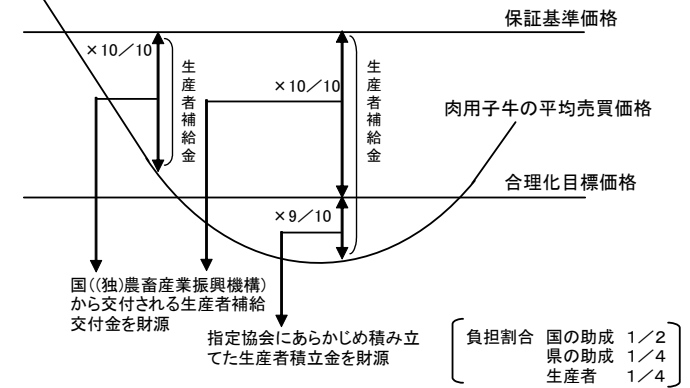 保証基準価格
×10/10
生産者補給金
×10/10
生産者補給金
肉用子牛の平均売買価格
合理化目標価格
×9/10
国((独)農畜産業振興機構)
から交付される生産者補給
交付金を財源
指定協会にあらかじめ積み立
てた生産者積立金を財源
負担割合 国の助成 1/2
県の助成 1/4
生産者 1/4